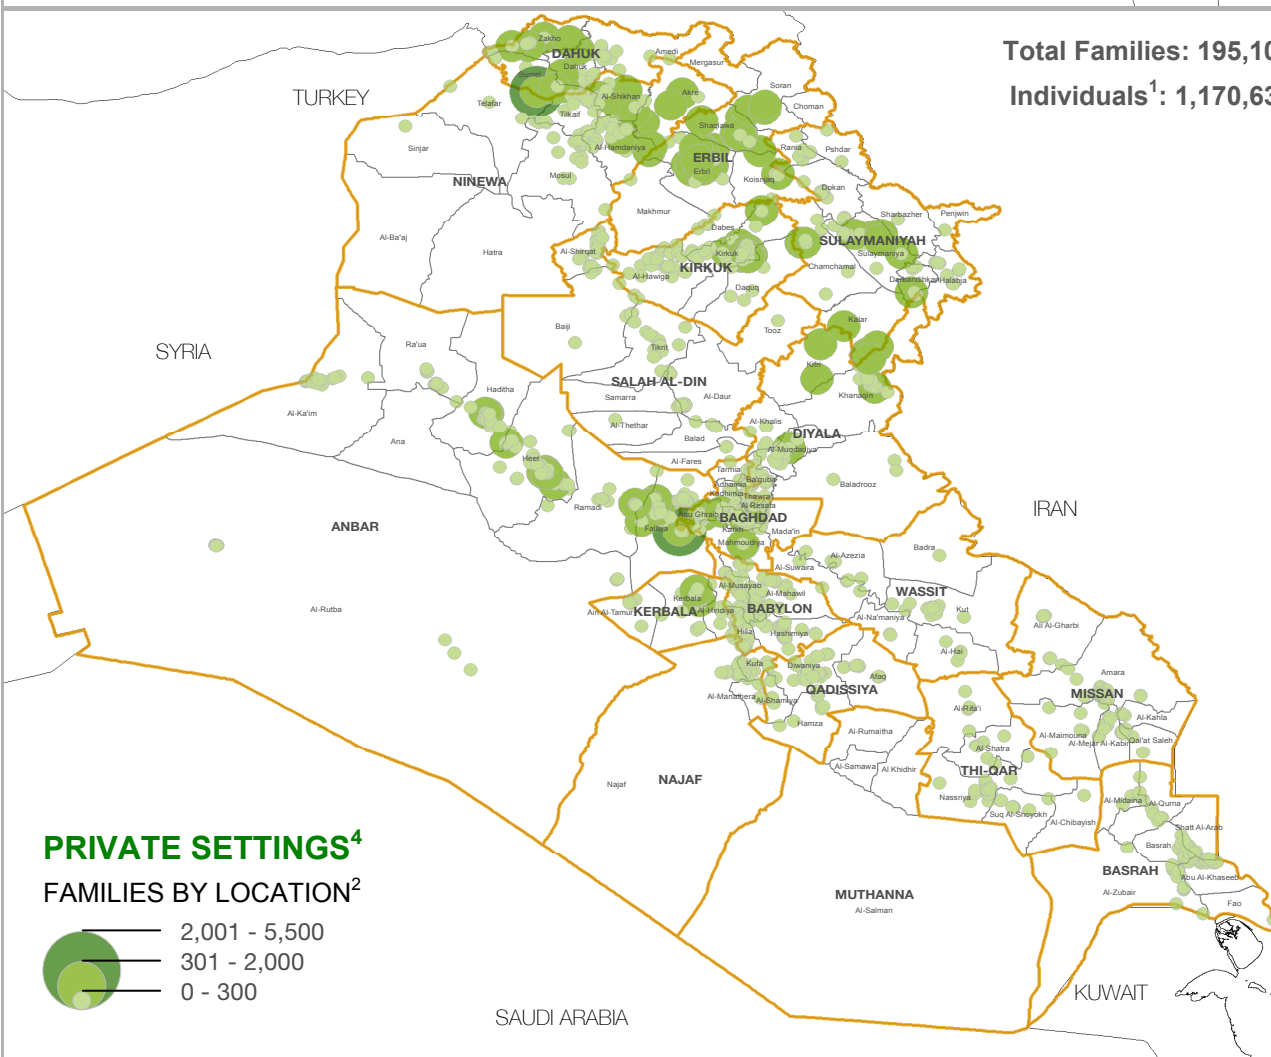 Total Families: 195,10
Individuals1: 1,170,63
TURKEY
SYRIA
IRAN
KUWAIT
SAUDI ARABIA
Zakho
DAHUK
Amedi
Mergasur
Dahuk
Sumel
Soran
Choman
Akre
Al-Shikhan
Telafar
Tilkaif
Shaqlawa
Sinjar
Al-Hamdaniya
Rania
Pshdar
ERBIL
Erbil
Mosul
NINEWA
Koisnjaq
Dokan
Makhmur
Sharbazher
Penjwin
Dabes
Al-Ba'aj
Hatra
Al-Shirqat
Kirkuk
KIRKUK
SULAYMANIYAH
Sulaymaniya
Chamchamal
Al-Hawiga
Darbandihkan
Halabja
Daquq
Baiji
Tooz
Kalar
Ra'ua
Tikrit
Kifri
SALAH AL-DIN
Haditha
Samarra
Al-Daur
Khanaqin
Al-Ka'im
Al-Thethar
Al-Khalis
Ana
Balad
DIYALA
Al-Muqdadiya
Heet
Al-Fares
Tarmia
Ba'quba
Adhamia
Baladrooz
Kadhimia
Thawra
Al Resafa
Ramadi
Abu Ghraib
BAGHDAD
ANBAR
Falluja
Karkh
Mada'in
Mahmoudiya
Al-Azezia
Badra
Al-Suwaira
Al-Musayab
Al-Mahawil
WASSIT
Kerbala
Al-Rutba
Ain Al-Tamur
KERBALA
Al-Hindiya
BABYLON
Al-Na'maniya
Kut
Ali Al-Gharbi
Hilla
Hashimiya
Al-Hai
Kufa
Diwaniya
Afaq
Amara
Al-Manathera
Al-Shamiya
QADISSIYA
MISSAN
Al-Rifa'i
Hamza
Al-Kahla
Al-Rumaitha
Al-Maimouna
Al-Mejar Al-Kabir
Qal'at Saleh
Al-Shatra
Al-Samawa
Al Khidhir
THI-QAR
Najaf
NAJAF
Nassriya
Al-Midaina
Al-Qurna
Suq Al-Shoyokh
Al-Chibayish
Shatt Al-Arab
Basrah
BASRAH
Abu Al-Khaseeb
Al-Zubair
Fao
MUTHANNA
Al-Salman
PRIVATE SETTINGS4
FAMILIES BY LOCATION2
2,001 - 5,500
301 - 2,000
0 - 300